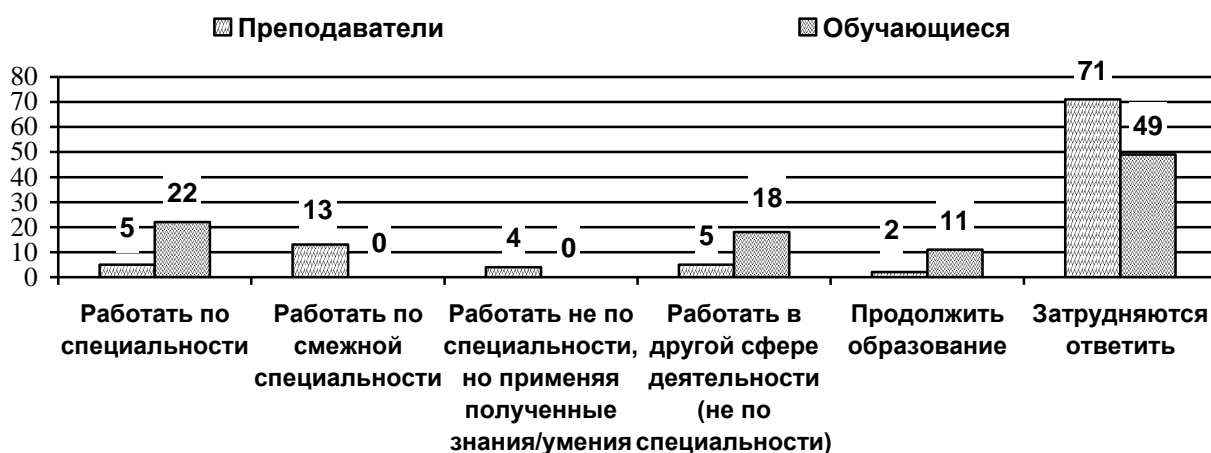 Преподаватели Обучающиеся
80
70
60
50
40
30
20
10
0
5 22 13 0 4 0 5 18 2 11 71 49
Работать по
специальности
Работать по
смежной
специальности
Работать не по
специальности,
но применяя
полученные
знания/умения
Работать в
другой сфере
деятельности
(не по
специальности)
Продолжить
образование
Затрудняются
ответить